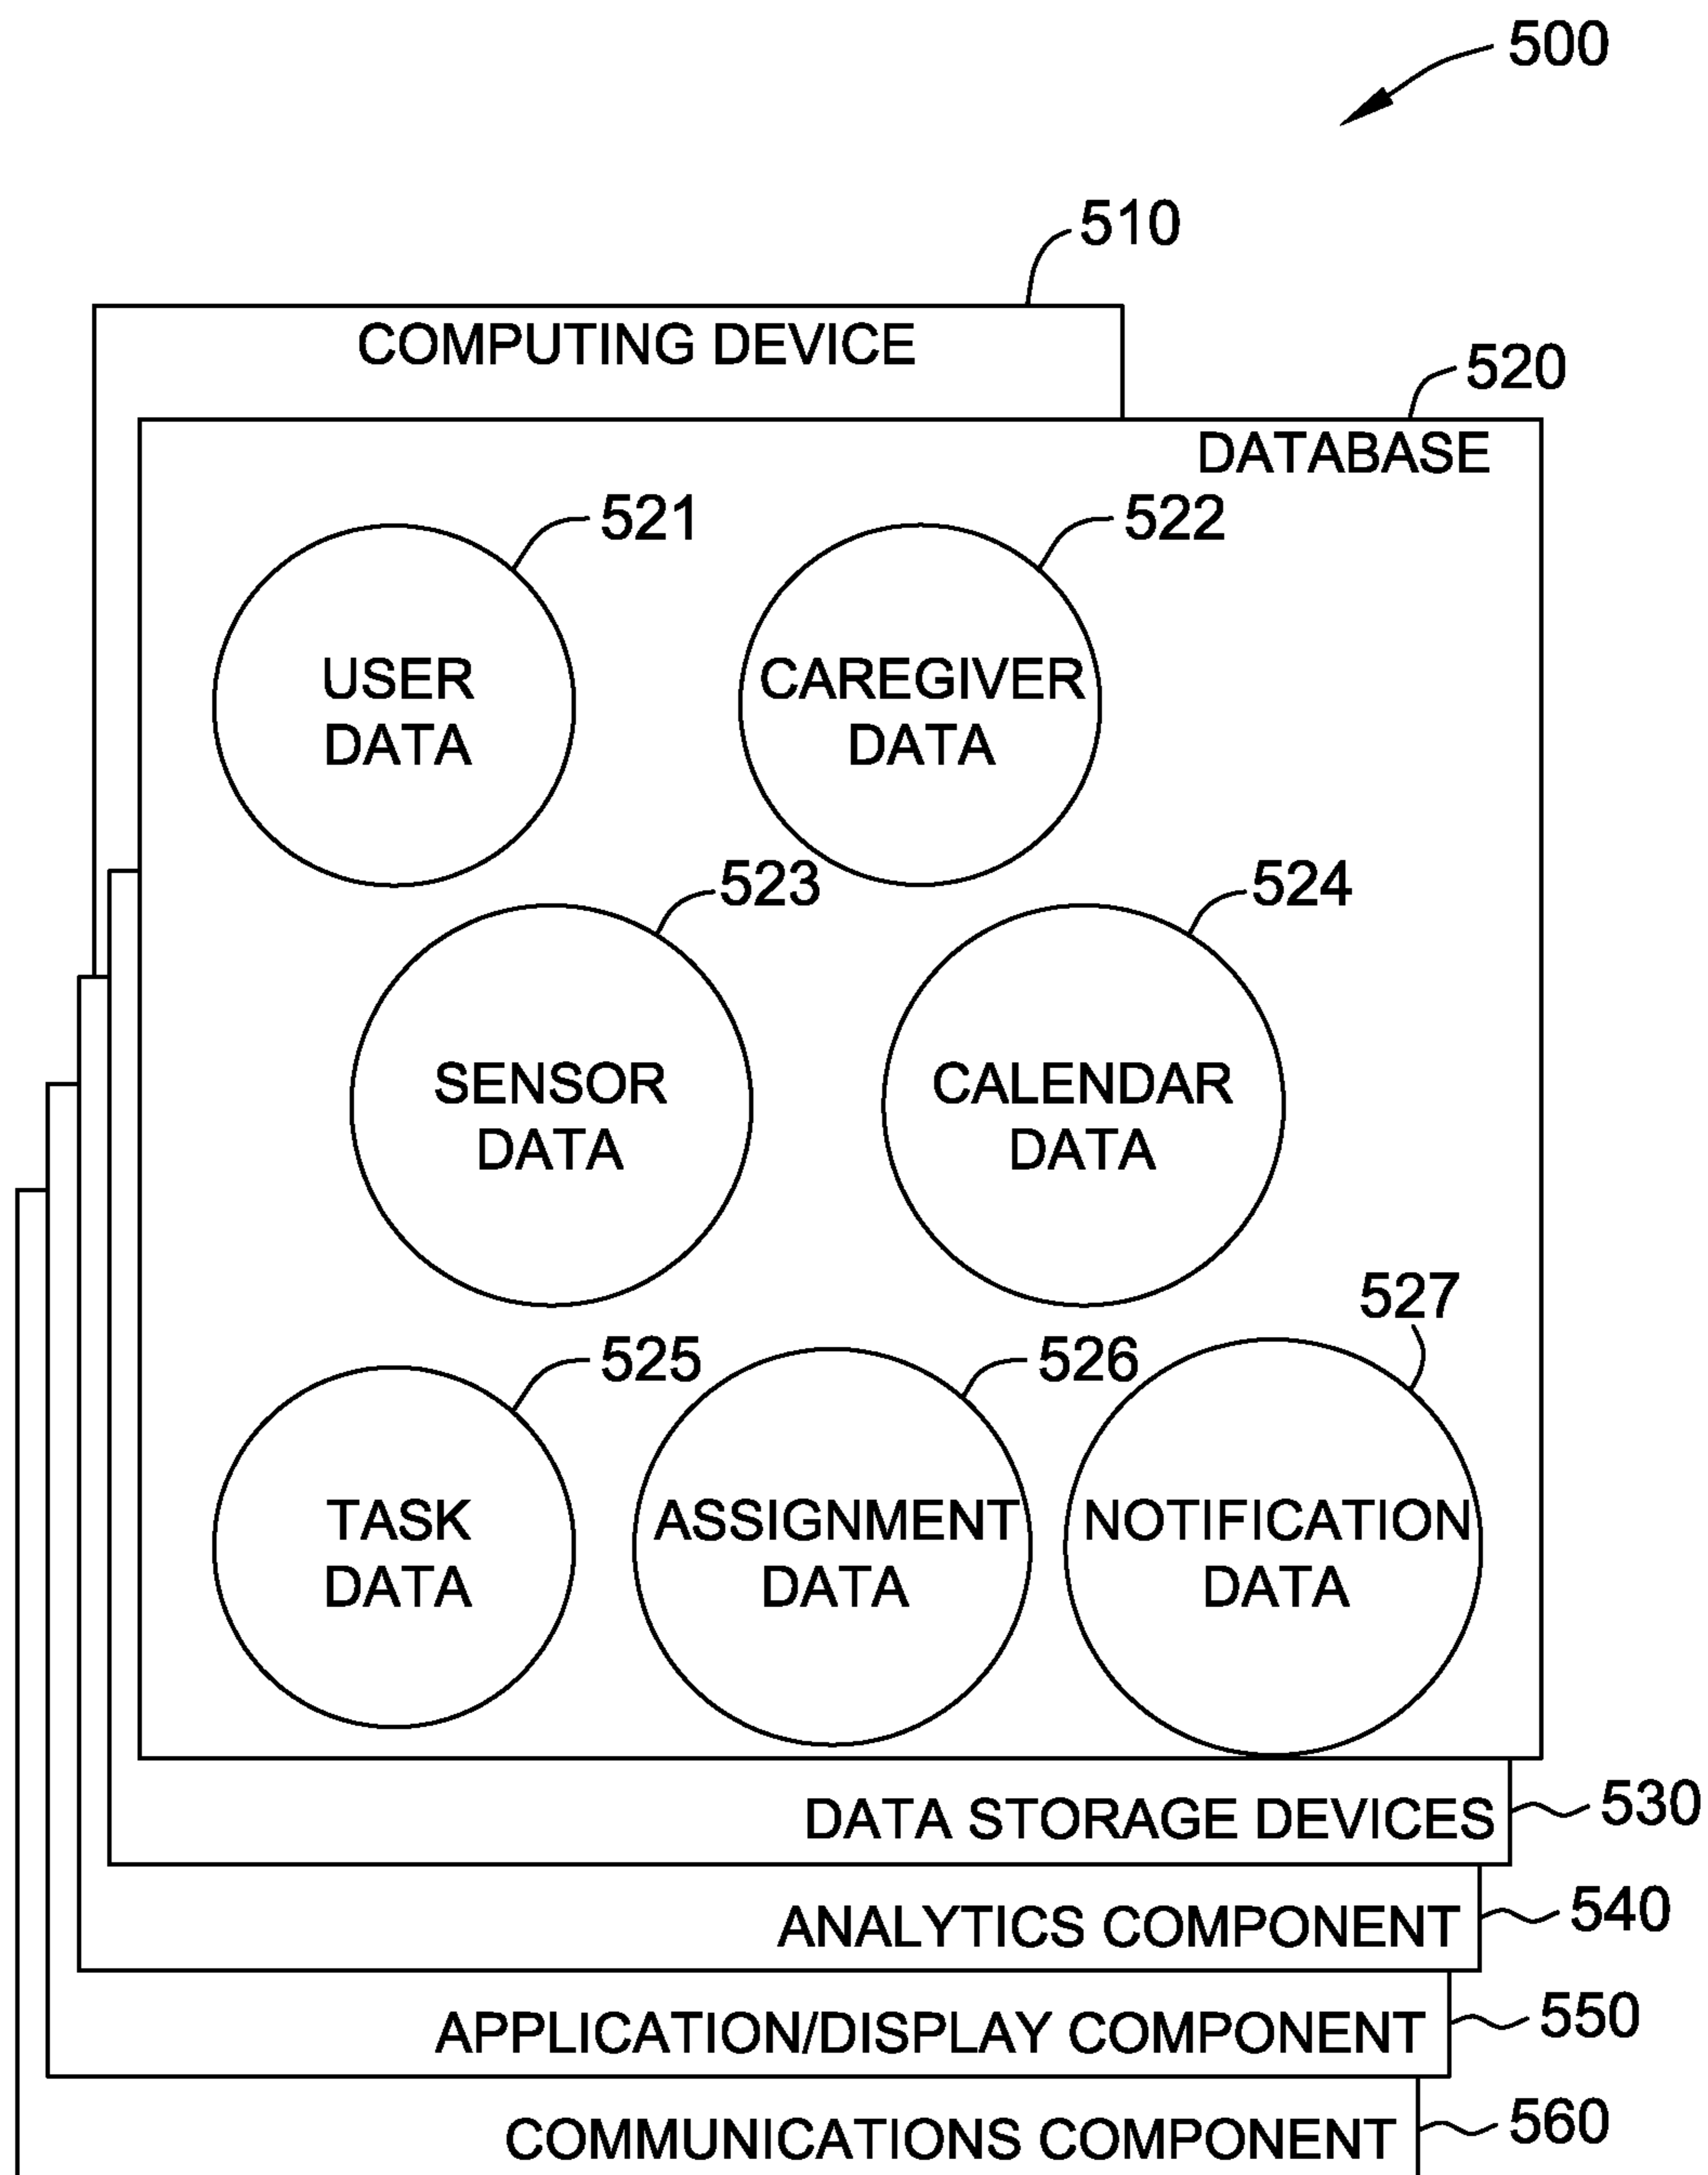 500
510
COMPUTING DEVICE
520
DATABASE
521
522
USER
DATA
CAREGIVER
DATA
523
524
SENSOR
DATA
CALENDAR
DATA
527
525
526
TASK
DATA
ASSIGNMENT
DATA
NOTIFICATION
DATA
DATA STORAGE DEVICES
530
ANALYTICS COMPONENT
540
APPLICATION/DISPLAY COMPONENT
550
COMMUNICATIONS COMPONENT
560